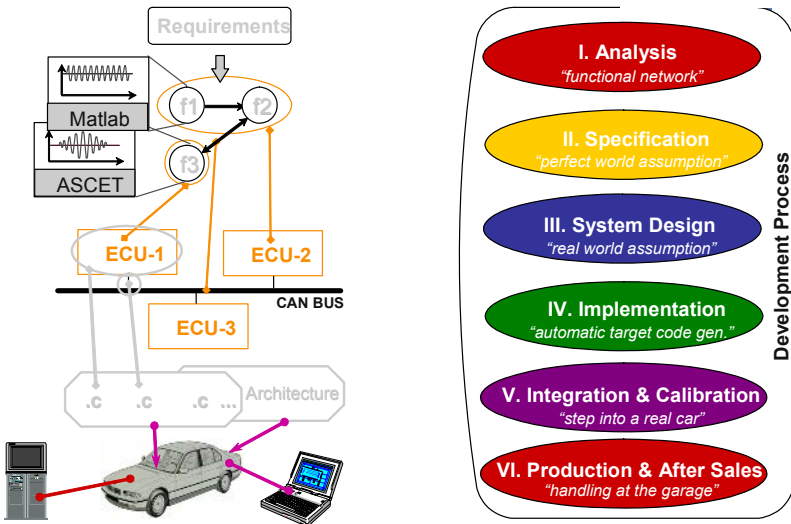 Requirements
f1
f2
Matlab
f3
ASCET
ECU-1
ECU-2
CAN BUS
ECU-3
.c
.c
.c ...
Architecture
I. Analysis
“functional network”
II. Specification
“perfect world assumption”
III. System Design
“real world assumption”
IV. Implementation
“automatic target code gen.”
V. Integration & Calibration
“step into a real car”
VI. Production & After Sales
“handling at the garage”
Development Process